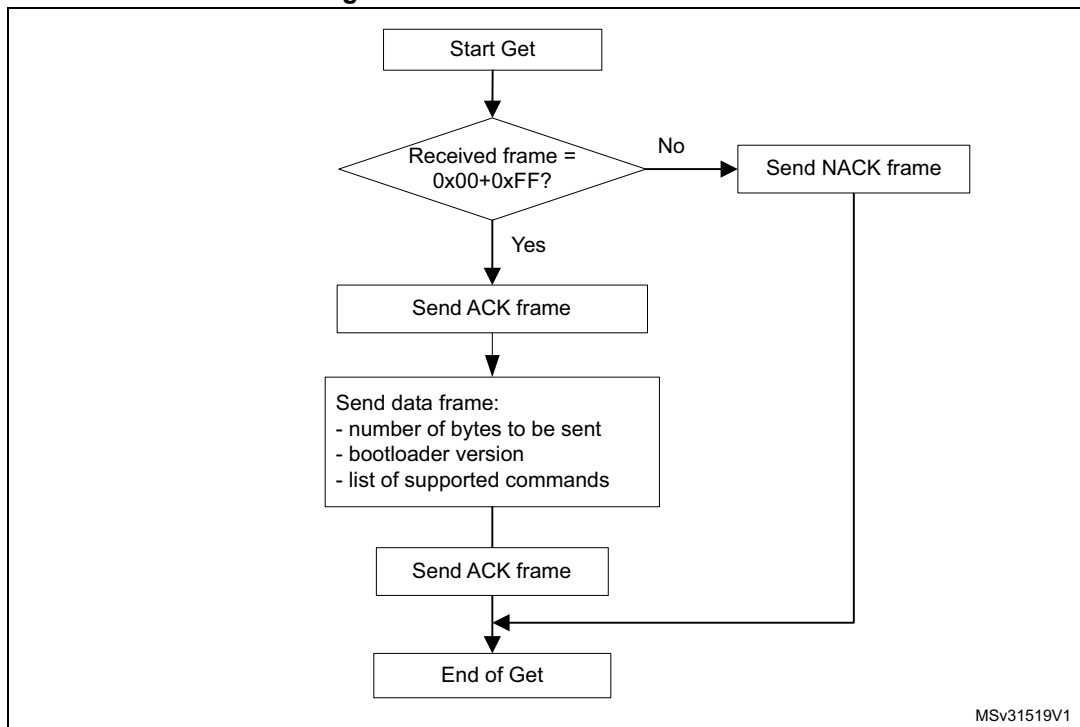 Start Get
Received frame =
0x00+0xFF?
No
Send NACK frame
Yes
Send ACK frame
Send data frame:
- number of bytes to be sent
- bootloader version
- list of supported commands
Send ACK frame
End of Get
MSv31519V1